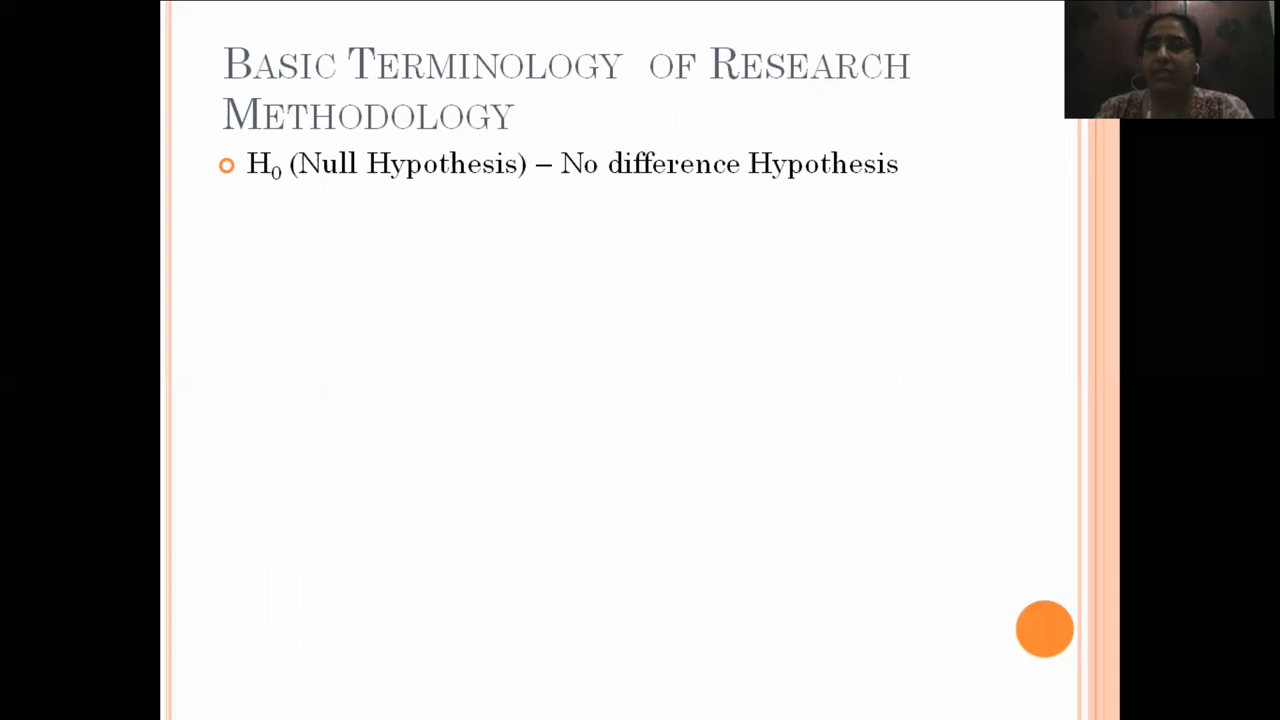 BASIC TERMINOLOGY OF RESEARCH
METHODOLOGY
H₀ (Null Hypothesis) – No difference Hypothesis